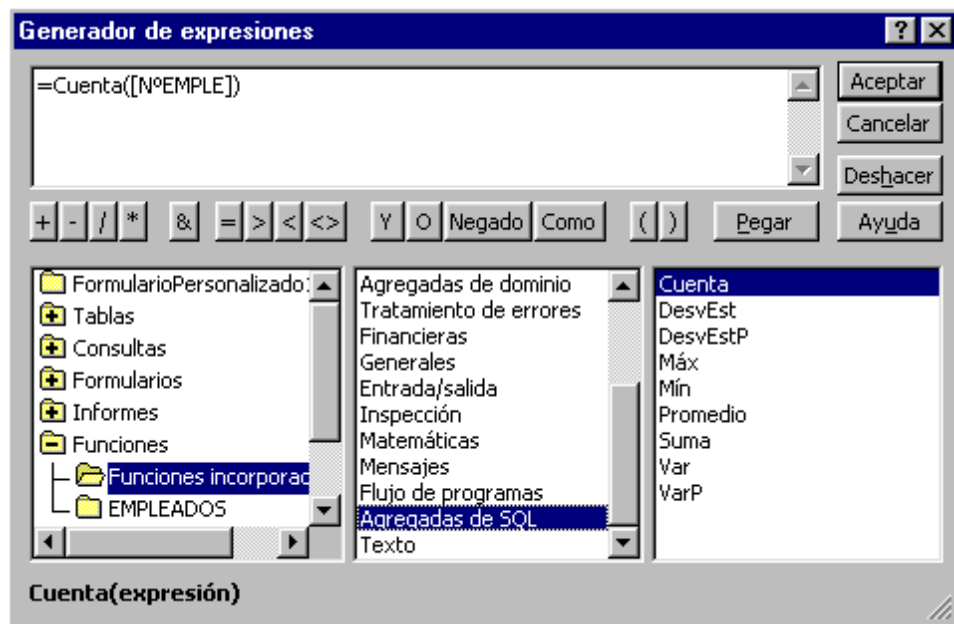 Generador de expresiones
=Cuenta([NºEMPLE])
Aceptar
Cancelar
Deshacer
+ - / * & = > < <> Y O Negado Como ( ) Pegar Ayuda
FormularioPersonalizado1
Tablas
Consultas
Formularios
Informes
Funciones
Funciones incorporad
EMPLEADOS
Agregadas de dominio
Tratamiento de errores
Financieras
Generales
Entrada/salida
Inspección
Matemáticas
Mensajes
Flujo de programas
Agregadas de SQL
Texto
Cuenta
DesvEst
DesvEstP
Máx
Mín
Promedio
Suma
Var
VarP
Cuenta(expresión)